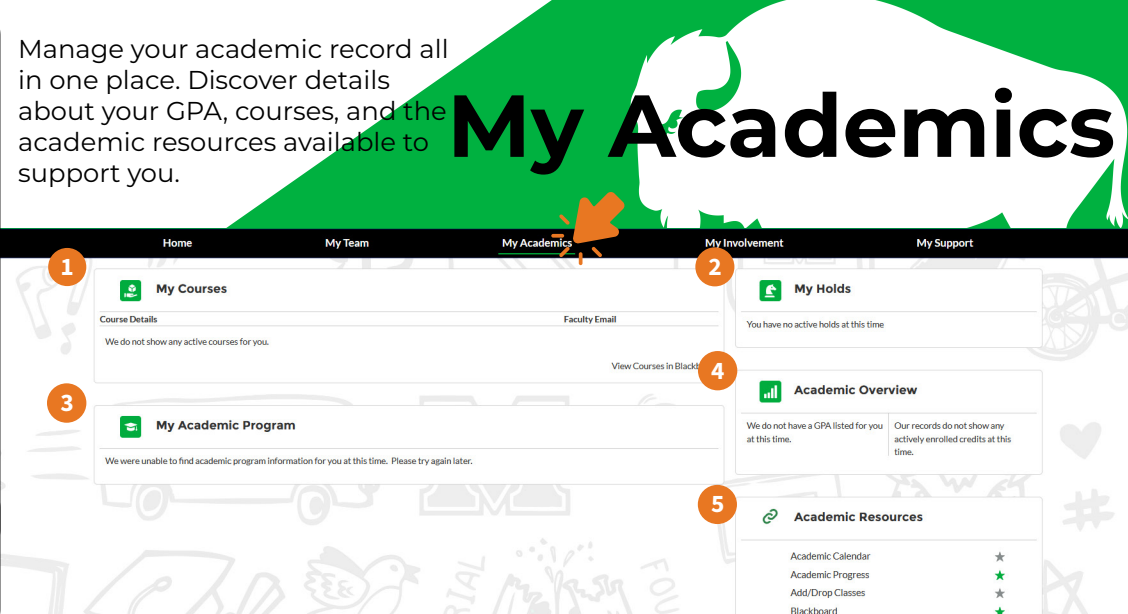 Manage your academic record all
in one place. Discover details
about your GPA, courses, and the
academic resources available to
support you.
My Academics
Home My Team My Academics My Involvement My Support
1
My Courses
Course Details Faculty Email
We do not show any active courses for you.
View Courses in
2
My Holds
You have no active holds at this time
3
My Academic Program
We were unable to find academic program information for you at this time. Please try again later.
4
Academic Overview
We do not have a GPA listed for you
at this time.
Our records do not show any
actively enrolled credits at this
time.
5
Academic Resources
Academic Calendar
Academic Progress
Add/Drop Classes
Blackboard